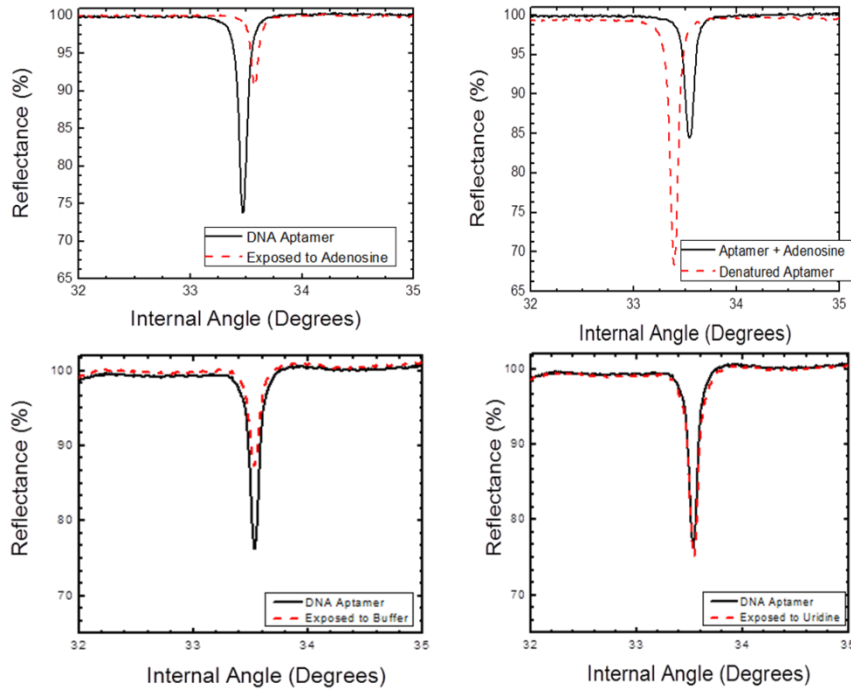 100
95
90
85
80
75
70
65
Reflectance (%)
DNA Aptamer
Exposed to Adenosine
32 33 34 35
Internal Angle (Degrees)
100
95
90
85
80
75
70
65
Reflectance (%)
Aptamer + Adenosine
Denatured Aptamer
32 33 34 35
Internal Angle (Degrees)
100
90
80
70
Reflectance (%)
DNA Aptamer
Exposed to Buffer
32 33 34 35
Internal Angle (Degrees)
100
90
80
70
Reflectance (%)
DNA Aptamer
Exposed to Uridine
32 33 34 35
Internal Angle (Degrees)